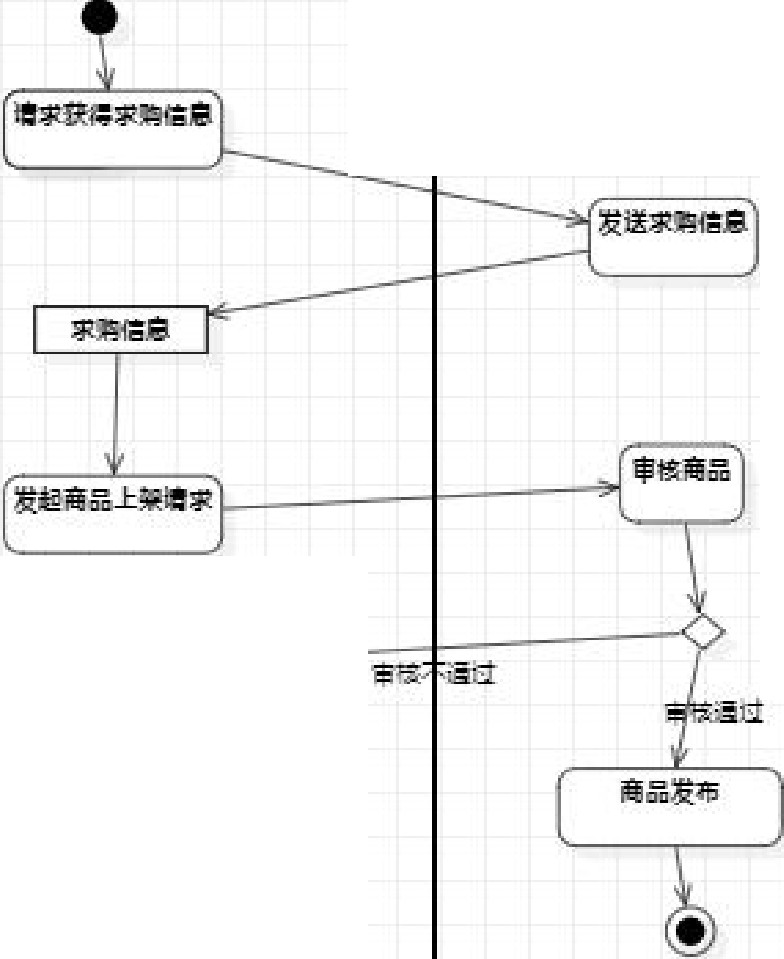 请求获得求购信息
发送求购信息
求购信息
审核商品
发起商品上架请求
审核不通过
审核通过
商品发布